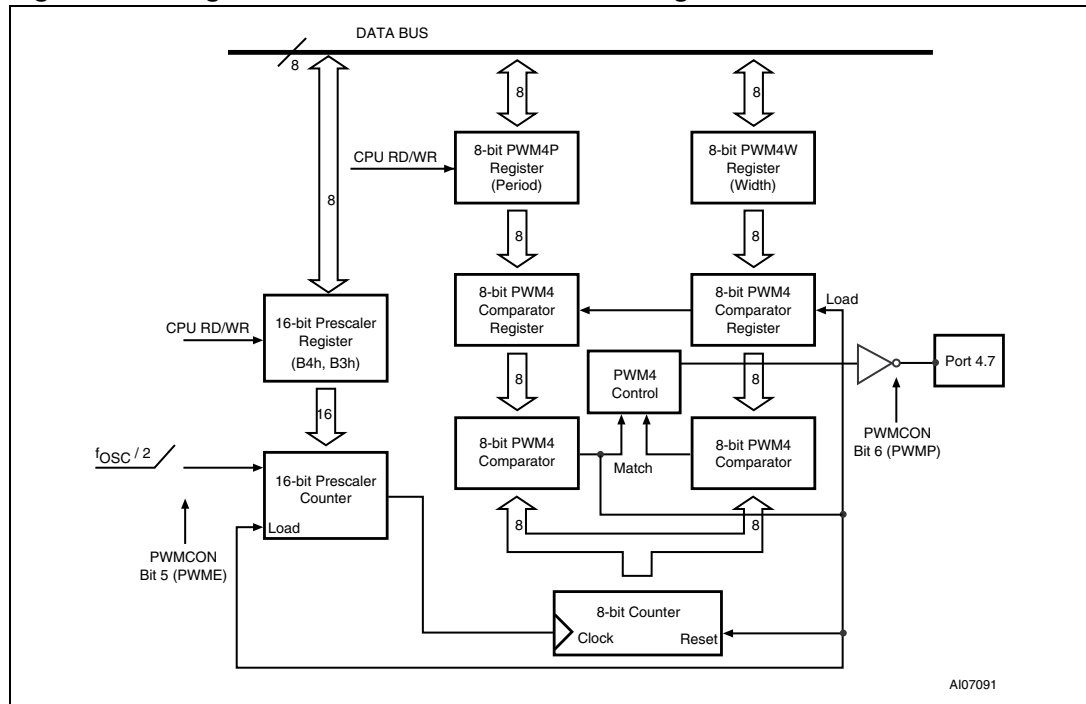 DATA BUS
8
8
8
CPU RD/WR
8-bit PWM4P
Register
(Period)
8-bit PWM4W
Register
(Width)
8
8
8
CPU RD/WR
16-bit Prescaler
Register
(B4h, B3h)
8-bit PWM4
Comparator
Register
8-bit PWM4
Comparator
Register
Load
8
PWM4
Control
8
Port 4.7
16
PWMCON
Bit 6 (PWMP)
fOSC / 2
8-bit PWM4
Comparator
Match
8-bit PWM4
Comparator
16-bit Prescaler
Counter
Load
8
8
PWMCON
Bit 5 (PWME)
8-bit Counter
Clock
Reset
AI07091